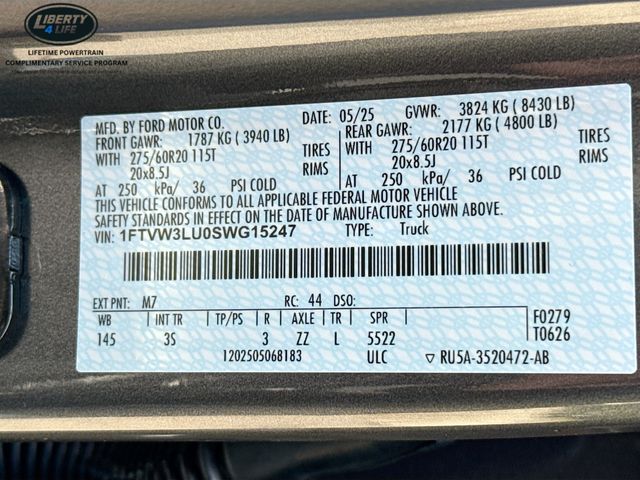 LIBERTY
4 LIFE
LIFETIME POWERTRAIN
COMPLIMENTARY SERVICE PROGRAM
MFD. BY FORD MOTOR CO. DATE: 05/25 GVWR: 3824 KG ( 8430 LB)
FRONT GAWR: 1787 KG ( 3940 LB) REAR GAWR: 2177 KG ( 4800 LB)
WITH 275/60R20 115T TIRES WITH 275/60R20 115T TIRES
20x8.5J RIMS 20x8.5J RIMS
AT 250 kPa/ 36 PSI COLD AT 250 kPa/ 36 PSI COLD
THIS VEHICLE CONFORMS TO ALL APPLICABLE FEDERAL MOTOR VEHICLE
SAFETY STANDARDS IN EFFECT ON THE DATE OF MANUFACTURE SHOWN ABOVE.
VIN: 1FTVW3LU0SWG15247 TYPE: Truck
EXT PNT: M7 RC: 44 DSO:
WB INT TR TP/PS R AXLE TR SPR F0279
145 3S 3 ZZ L 5522 T0626
1202505068183 ULC ▽ RU5A-3520472-AB